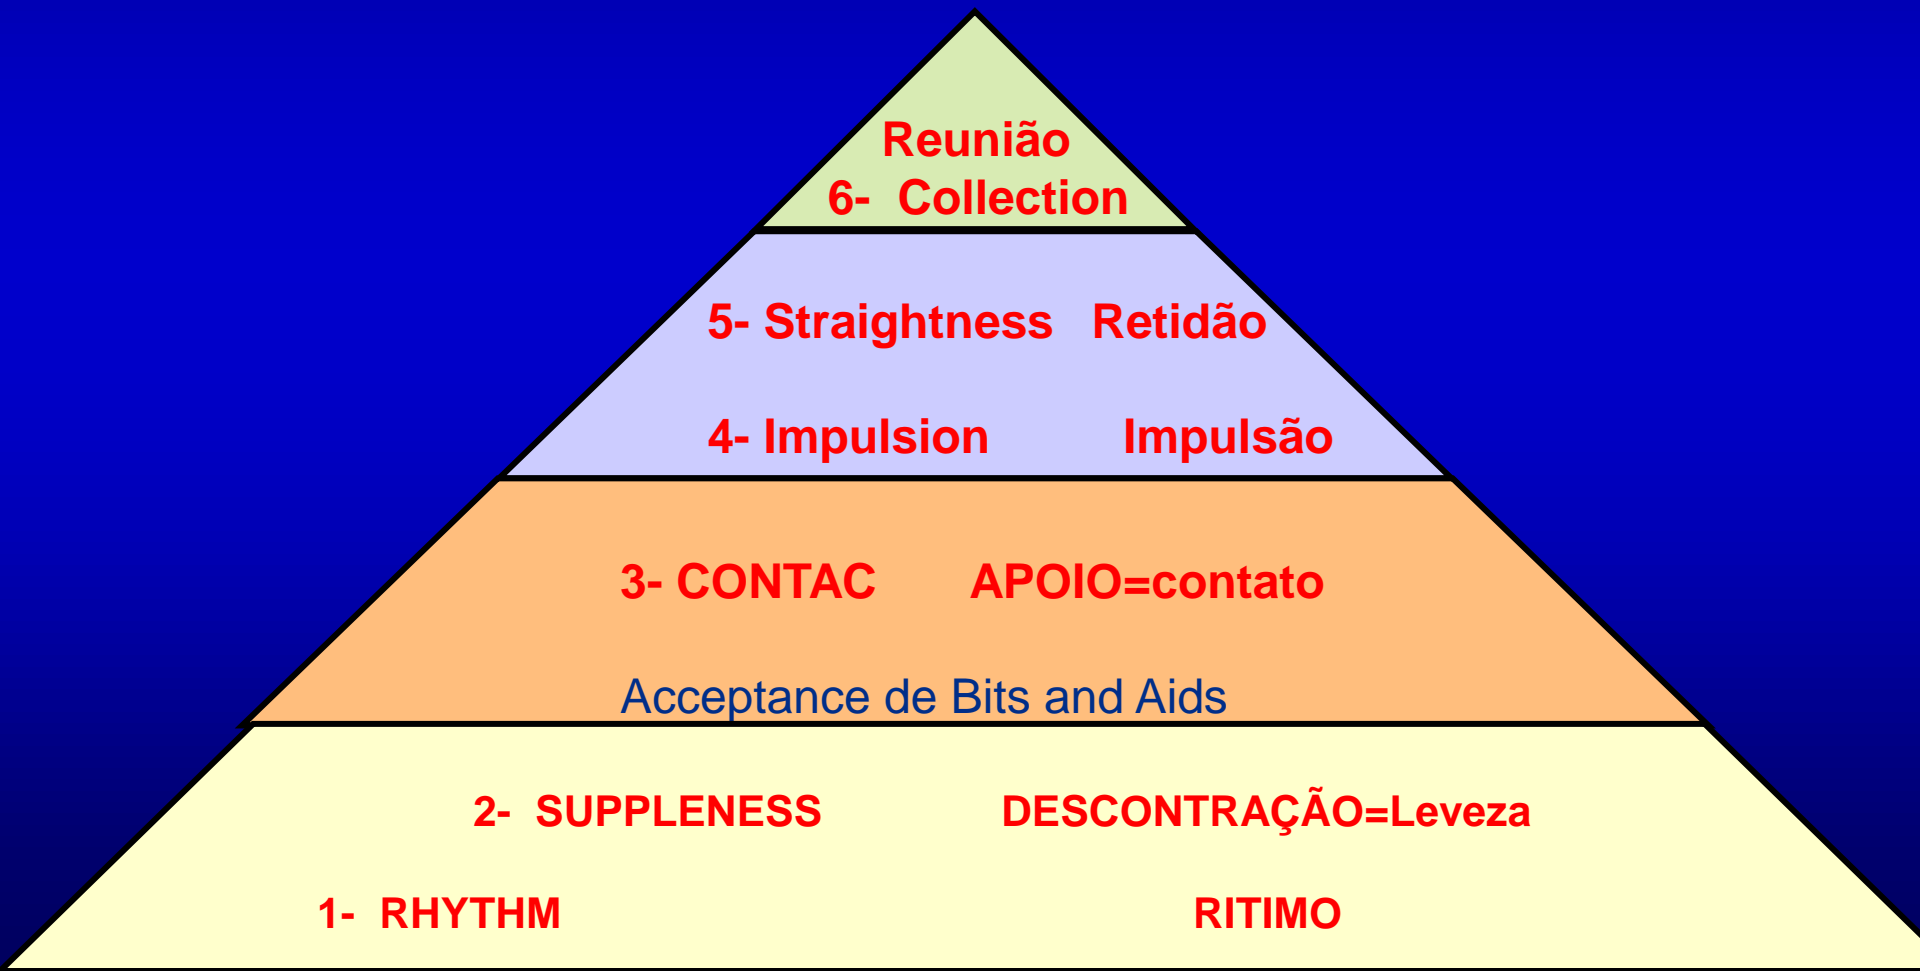 Reunião
6- Collection
5- Straightness Retidão
4- Impulsion Impulsão
3- CONTAC APOIO=contato
Acceptance de Bits and Aids
2- SUPPLENESS DESCONTRAÇÃO=Leveza
1- RHYTHM RITIMO